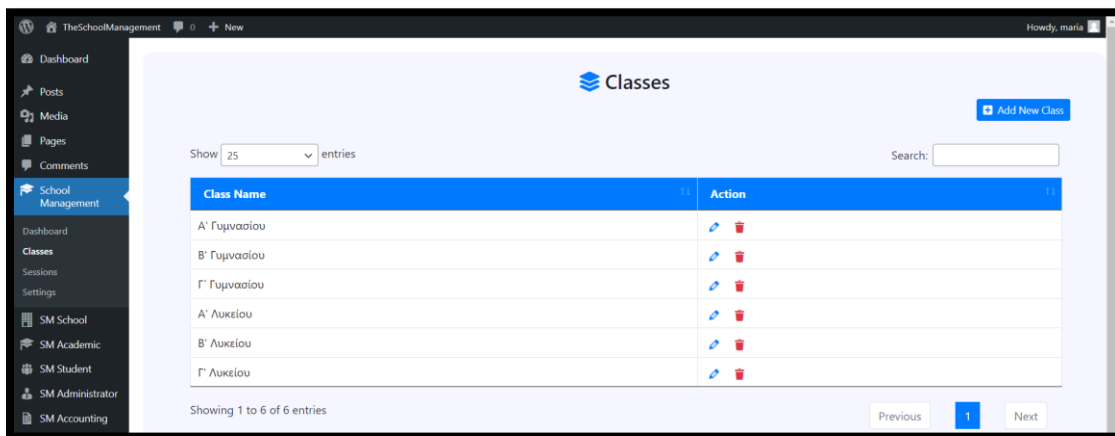 TheSchoolManagement 0 + New Howdy, maria
Dashboard
Posts
Media
Pages
Comments
School
Management
Dashboard
Classes
Sessions
Settings
SM School
SM Academic
SM Student
SM Administrator
SM Accounting
Classes
Add New Class
Show 25 entries Search:
Class Name Action
Α' Γυμνασίου
Β' Γυμνασίου
Γ΄ Γυμνασίου
Α' Λυκείου
Β' Λυκείου
Γ' Λυκείου
Showing 1 to 6 of 6 entries
Previous 1 Next